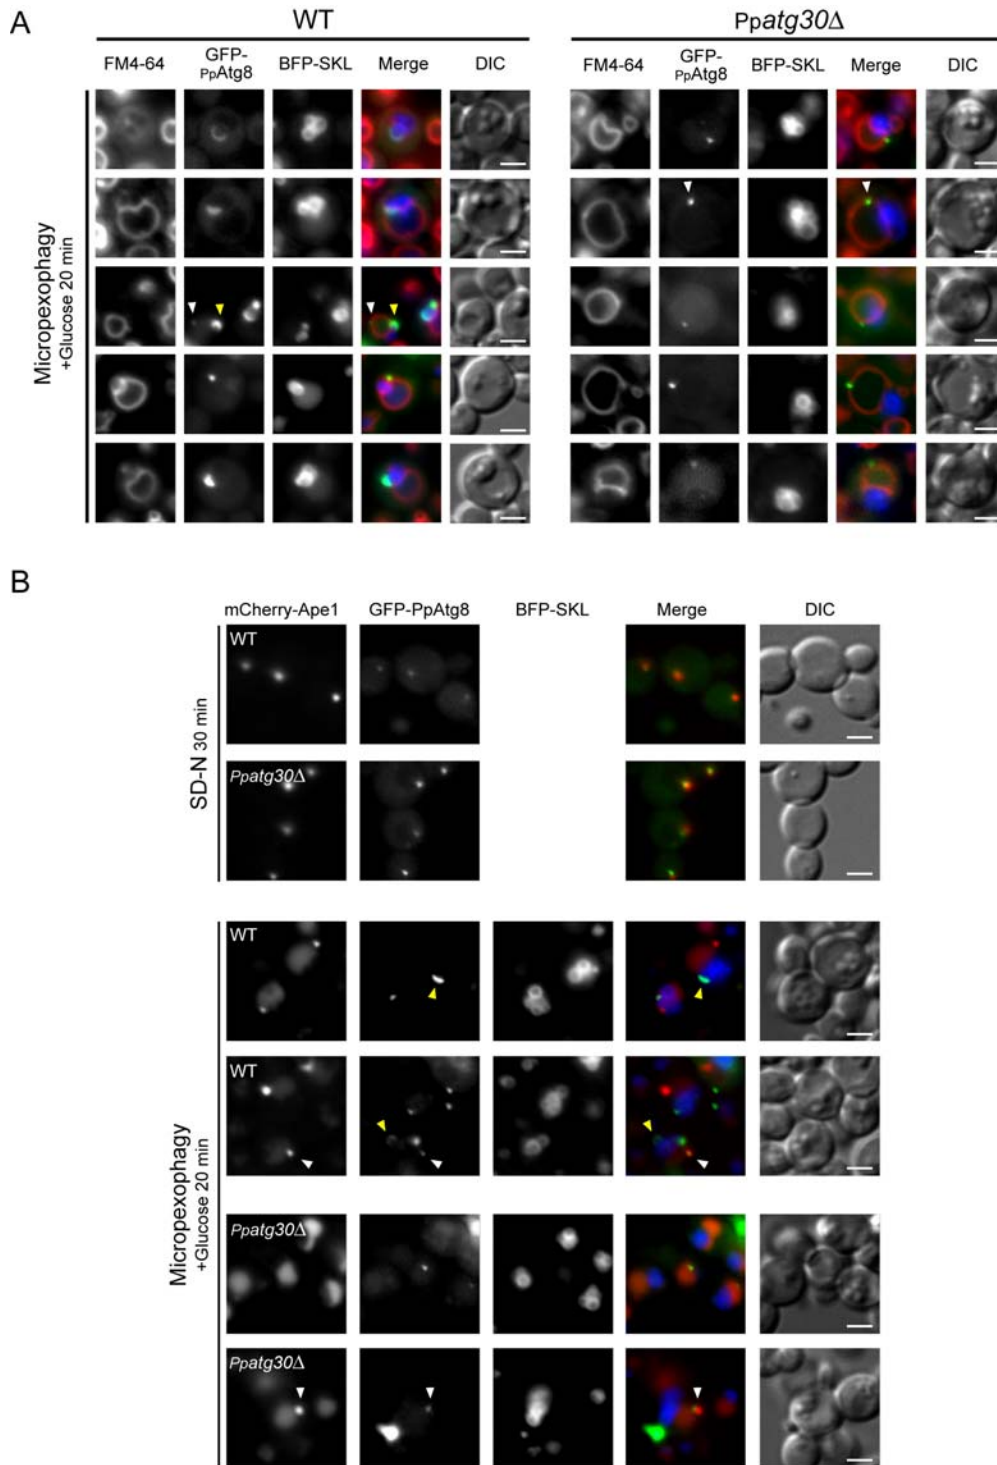 A
WT
Ppatg30Δ
FM4-64
GFP-PpAtg8
BFP-SKL
Merge
DIC
FM4-64
GFP-PpAtg8
BFP-SKL
Merge
DIC
Micropexophagy
+Glucose 20 min
B
mCherry-Ape1
GFP-PpAtg8
BFP-SKL
Merge
DIC
SD-N 30 min
WT
Ppatg30Δ
Micropexophagy
+Glucose 20 min
WT
WT
Ppatg30Δ
Ppatg30Δ